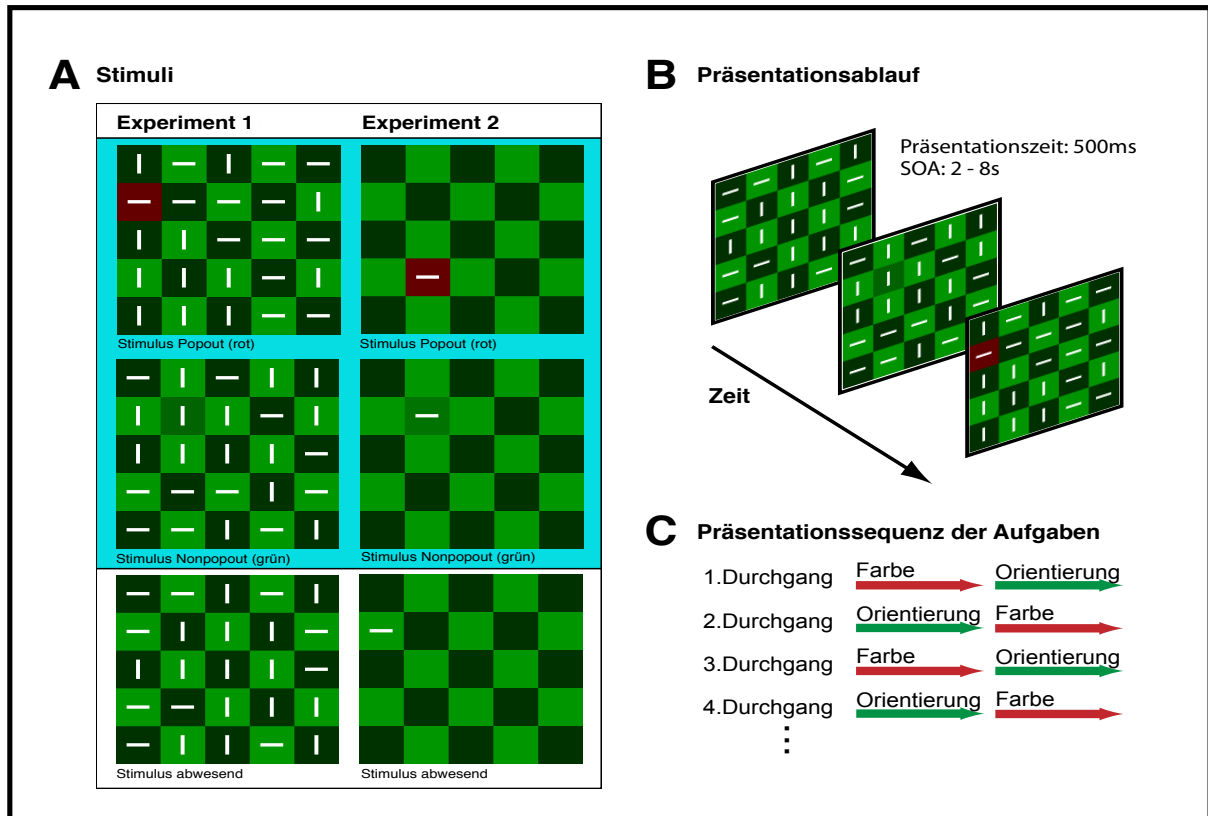 A Stimuli
Experiment 1 Experiment 2
Stimulus Popout (rot) Stimulus Popout (rot)
Stimulus Nonpopout (grün) Stimulus Nonpopout (grün)
Stimulus abwesend Stimulus abwesend
B Präsentationsablauf
Präsentationszeit: 500ms
SOA: 2 - 8s
Zeit
C Präsentationssequenz der Aufgaben
1.Durchgang Farbe Orientierung
2.Durchgang Orientierung Farbe
3.Durchgang Farbe Orientierung
4.Durchgang Orientierung Farbe